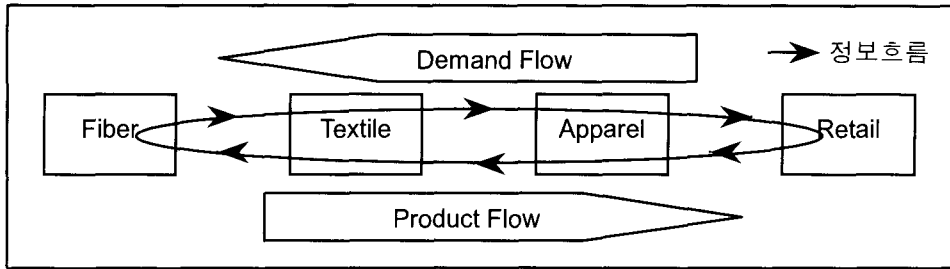 Demand Flow
정보흐름
Fiber
Textile
Apparel
Retail
Product Flow